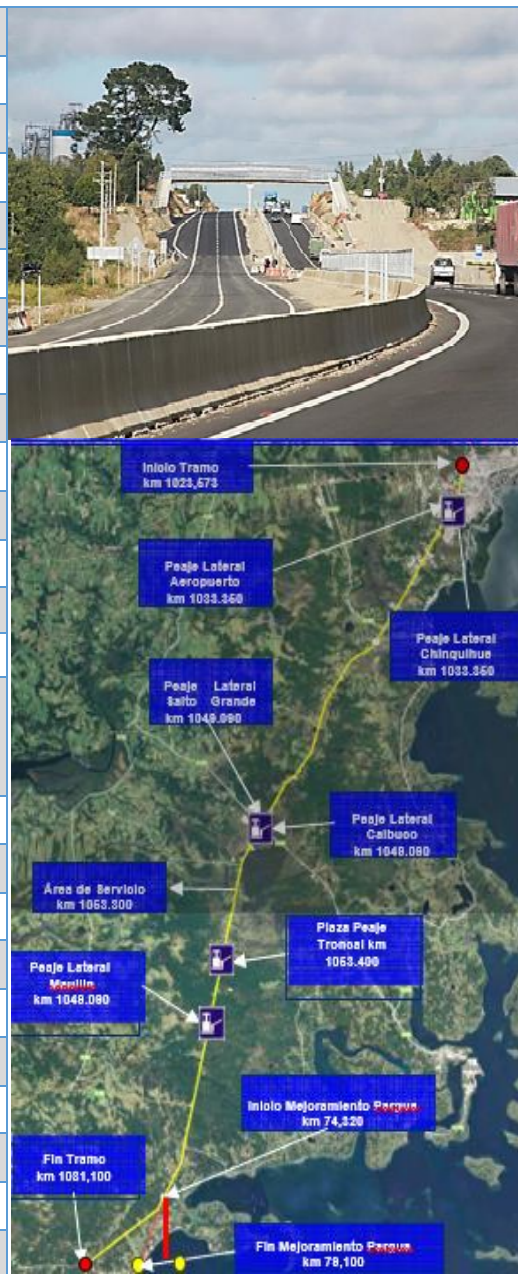 Inicio Tramo
km 1023,573
Peaje Lateral
Aeropuerto
km 1033.350
Peaje Lateral
Chinquihue
km 1033.350
Peaje Lateral
Salto Grande
km 1049.090
Peaje Lateral
Calbuco
km 1049.090
Área de Servicio
km 1053.300
Plaza Peaje
Troncal km
1053.400
Peaje Lateral
km 1049.090
Inicio Mejoramiento Pargua
km 74,320
Fin Tramo
km 1081,100
Fin Mejoramiento Pargua
km 78,100